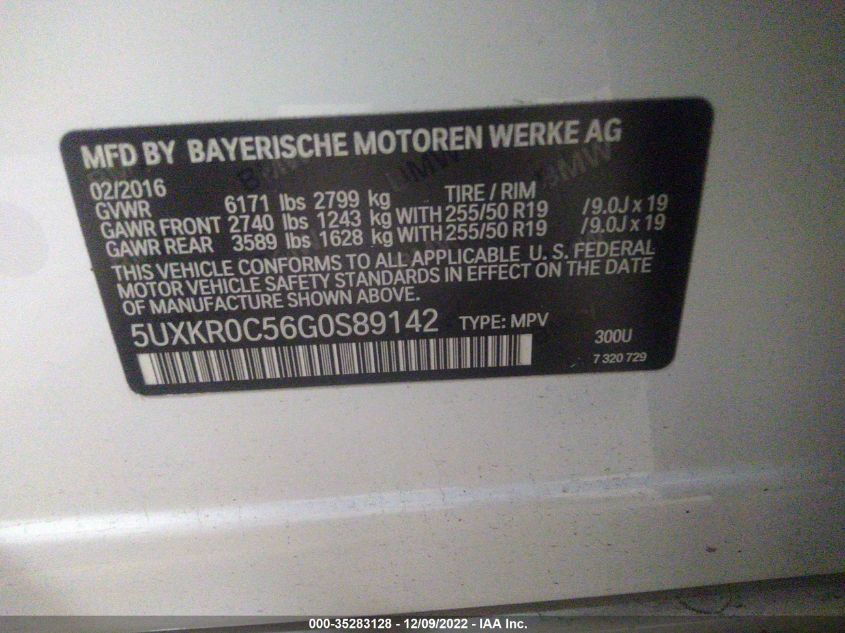 MFD BY BAYERISCHE MOTOREN WERKE AG
02/2016 TIRE / RIM
GVWR 6171 lbs 2799 kg
GAWR FRONT 2740 lbs 1243 kg WITH 255/50 R19 /9.0J x 19
GAWR REAR 3589 lbs 1628 kg WITH 255/50 R19 /9.0J x 19
THIS VEHICLE CONFORMS TO ALL APPLICABLE U.S. FEDERAL
MOTOR VEHICLE SAFETY STANDARDS IN EFFECT ON THE DATE
OF MANUFACTURE SHOWN ABOVE.
5UXKR0C56G0S89142 TYPE: MPV
300U
7 320 729
000-35283128 - 12/09/2022 - IAA Inc.